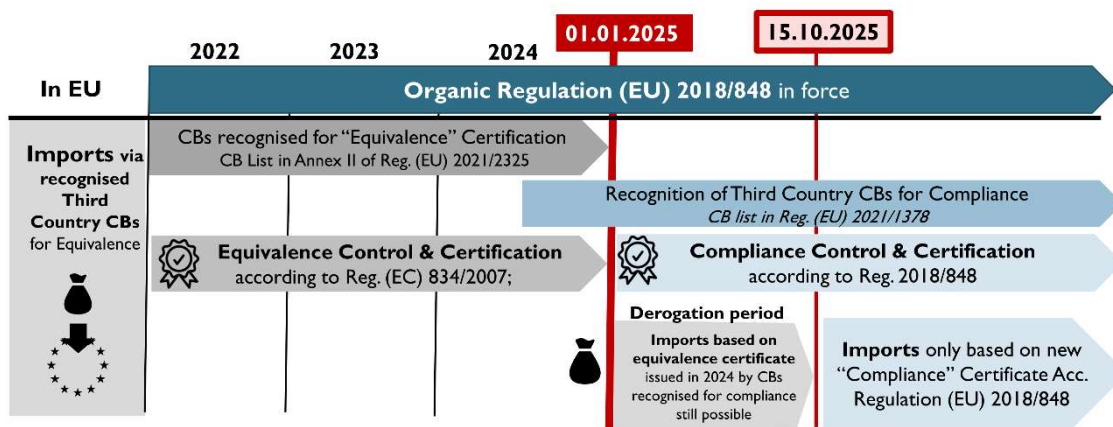 01.01.2025
15.10.2025
2022
2023
2024
In EU
Organic Regulation (EU) 2018/848 in force
CBs recognised for “Equivalence” Certification
CB List in Annex II of Reg. (EU) 2021/2325
Imports via
recognised
Third
Country CBs
for Equivalence
Recognition of Third Country CBs for Compliance
CB list in Reg. (EU) 2021/1378
Equivalence Control & Certification
according to Reg. (EC) 834/2007;
Compliance Control & Certification
according to Reg. 2018/848
Derogation period
Imports based on
equivalence certificate
issued in 2024 by CBs
recognised for compliance
still possible
Imports only based on new
“Compliance” Certificate Acc.
Regulation (EU) 2018/848